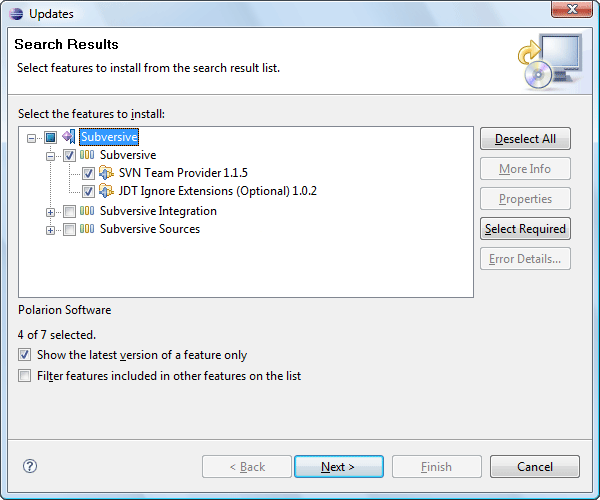 Updates
Search Results
Select features to install from the search result list.
Select the features to install:
Subversive
Subversive
SVN Team Provider 1.1.5
JDT Ignore Extensions (Optional) 1.0.2
Subversive Integration
Subversive Sources
Deselect All
More Info
Properties
Select Required
Error Details...
Polarion Software
4 of 7 selected.
Show the latest version of a feature only
Filter features included in other features on the list
?
< Back
Next >
Finish
Cancel